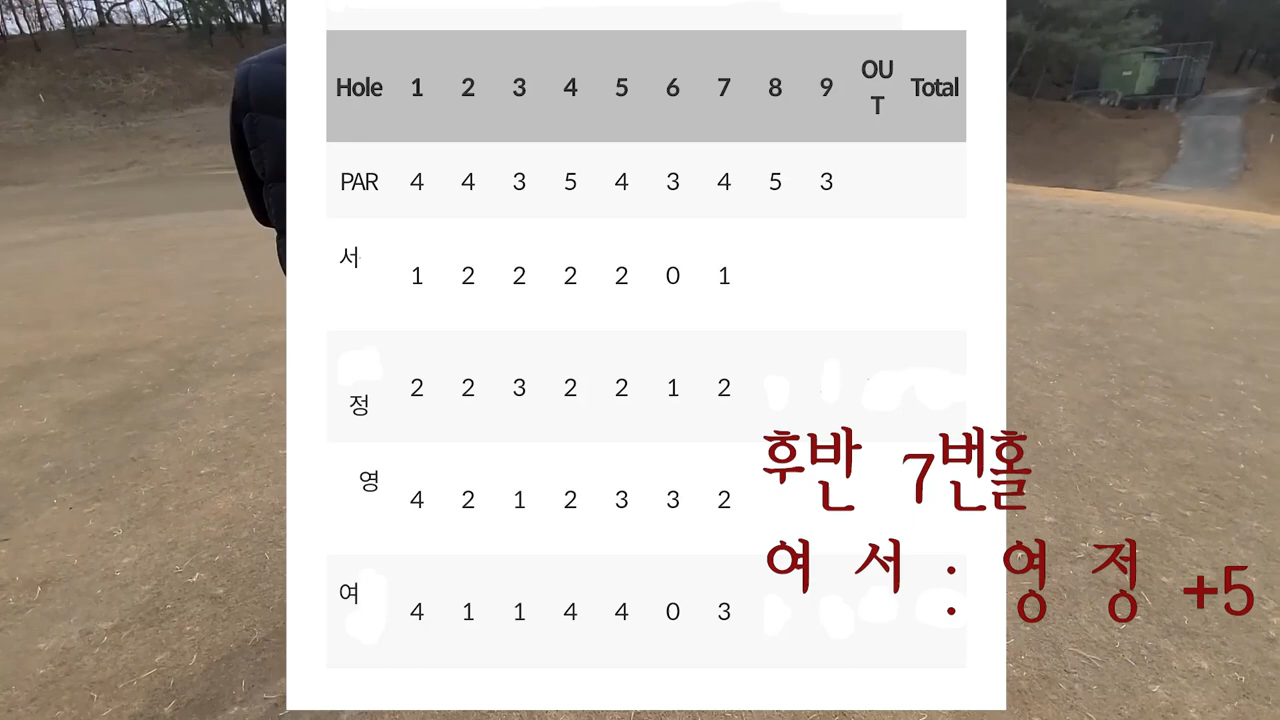 Hole 1 2 3 4 5 6 7 8 9 OUT Total
PAR 4 4 3 5 4 3 4 5 3
서 1 2 2 2 2 0 1
정 2 2 3 2 2 1 2
영 4 2 1 2 3 3 2
여 4 1 1 4 4 0 3
후반 7번홀
여 서 : 영 정 +5